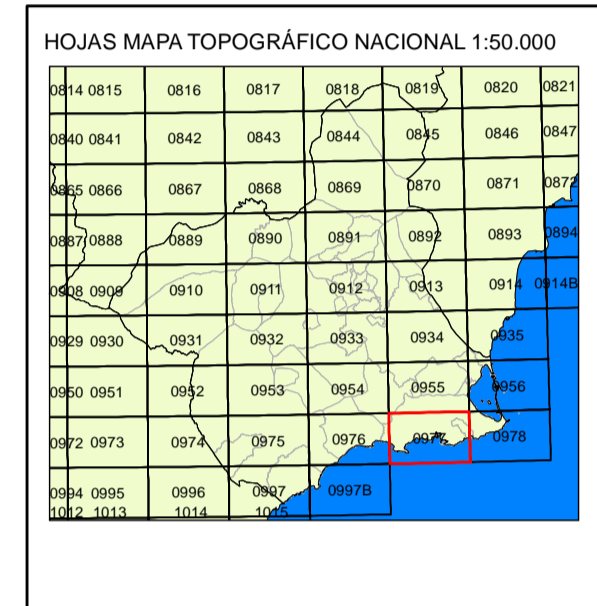 HOJAS MAPA TOPOGRÁFICO NACIONAL 1:50.000
0814 0815 0816 0817 0818 0819 0820 0821
0840 0841 0842 0843 0844 0845 0846 0847
0865 0866 0867 0868 0869 0870 0871 0872
0887 0888 0889 0890 0891 0892 0893 0894
0908 0909 0910 0911 0912 0913 0914 0914B
0929 0930 0931 0932 0933 0934 0935
0950 0951 0952 0953 0954 0955 0956
0972 0973 0974 0975 0976 0977 0978
0994 0995 0996 0997 0997B
1012 1013 1014 1015